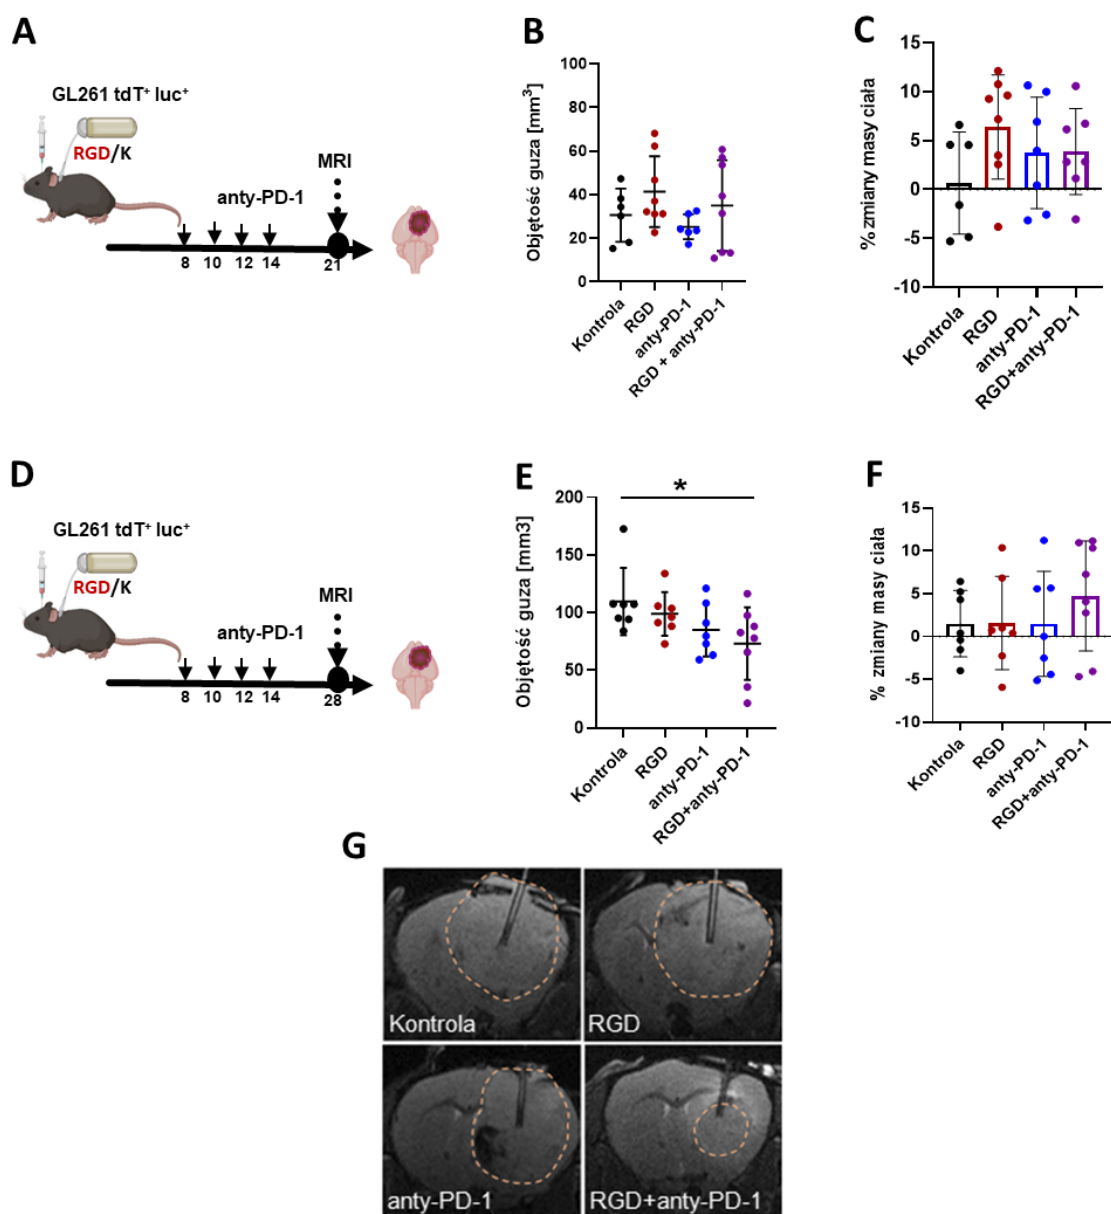 A
GL261 tdT⁺ luc⁺
RGD/K
anty-PD-1
MRI
8 10 12 14 21
B
Objętość guza [mm³]
100
80
60
40
20
0
Kontrola
RGD
anty-PD-1
RGD + anty-PD-1
C
% zmiany masy ciała
15
10
5
0
-5
-10
Kontrola
RGD
anty-PD-1
RGD+anty-PD-1
D
GL261 tdT⁺ luc⁺
RGD/K
anty-PD-1
MRI
8 10 12 14 28
E
Objętość guza [mm3]
200
150
100
50
0
*
Kontrola
RGD
anty-PD-1
RGD+anty-PD-1
F
% zmiany masy ciała
15
10
5
0
-5
-10
Kontrola
RGD
anty-PD-1
RGD+anty-PD-1
G
Kontrola
RGD
anty-PD-1
RGD+anty-PD-1